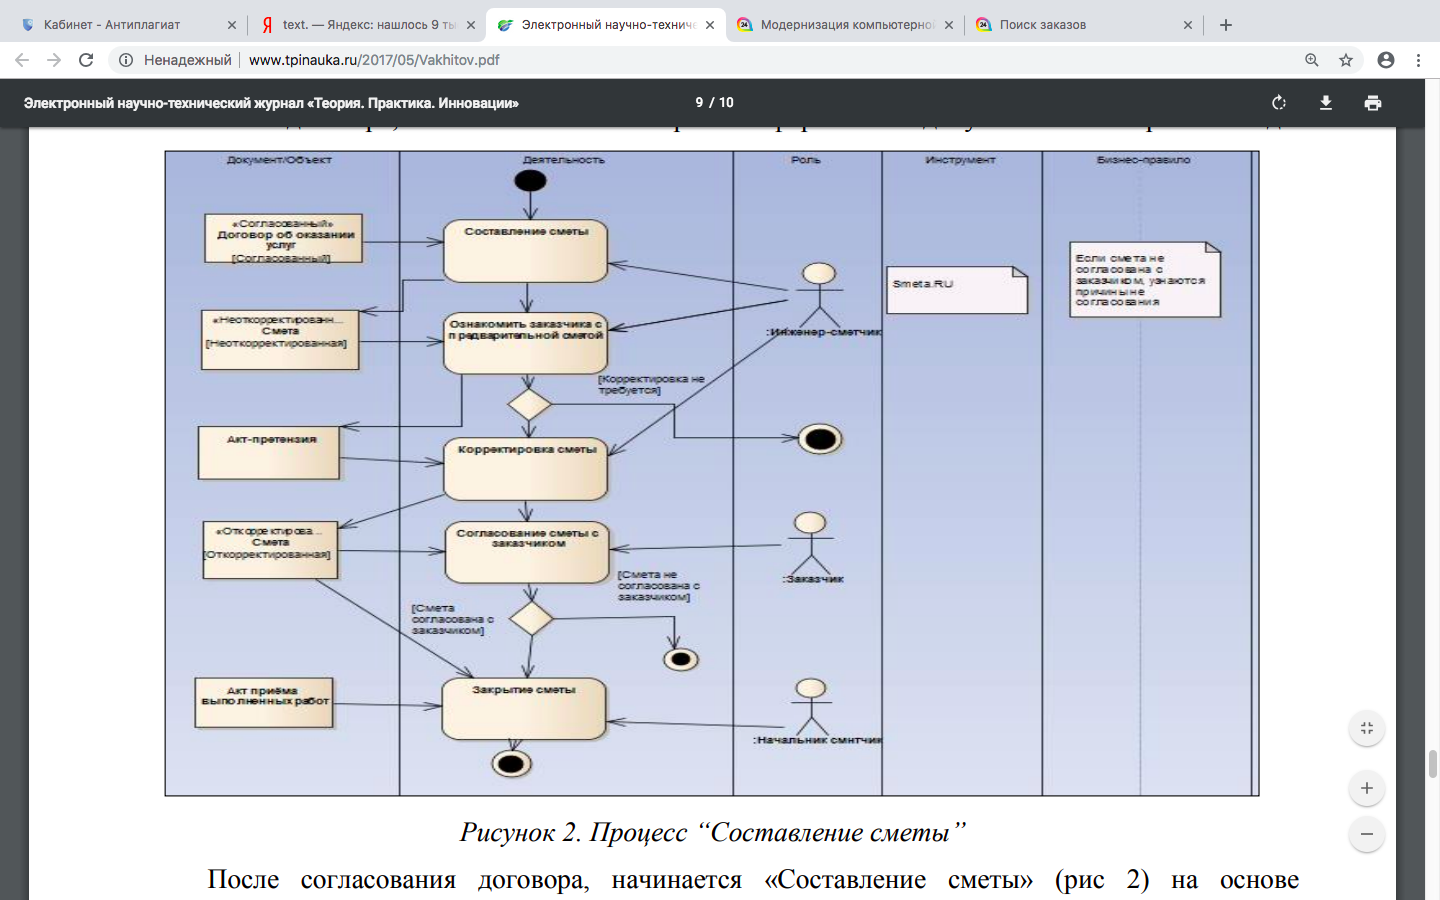 Кабинет - Антиплагиат
text. — Яндекс: нашлось 9 ты
Электронный научно-техниче
Модернизация компьютерной
Поиск заказов
Ненадежный
www.tpinauka.ru/2017/05/Vakhitov.pdf
Электронный научно-технический журнал «Теория. Практика. Инновации»
9 / 10
Документ/Объект
Деятельность
Роль
Инструмент
Бизнес-правило
«Согласованный»
Договор об оказании
услуг
[Согласованный]
Составление сметы
Если смета не
согласована с
заказчиком, узнаются
причины не
согласования
Smeta.RU
«Неоткорректированн...
Смета
[Неоткорректированная]
Ознакомить заказчика с
предварительной сметой
:Инженер-сметчик
[Корректировка не
требуется]
Акт-претензия
Корректировка сметы
«Откорректирова...
Смета
[Откорректированная]
Согласование сметы с
заказчиком
:Заказчик
[Смета не
согласована с
заказчиком]
[Смета
согласована с
заказчиком]
Акт приёма
выполненных работ
Закрытие сметы
:Начальник смнтчик
Рисунок 2. Процесс “Составление сметы”
После согласования договора, начинается «Составление сметы» (рис 2) на основе